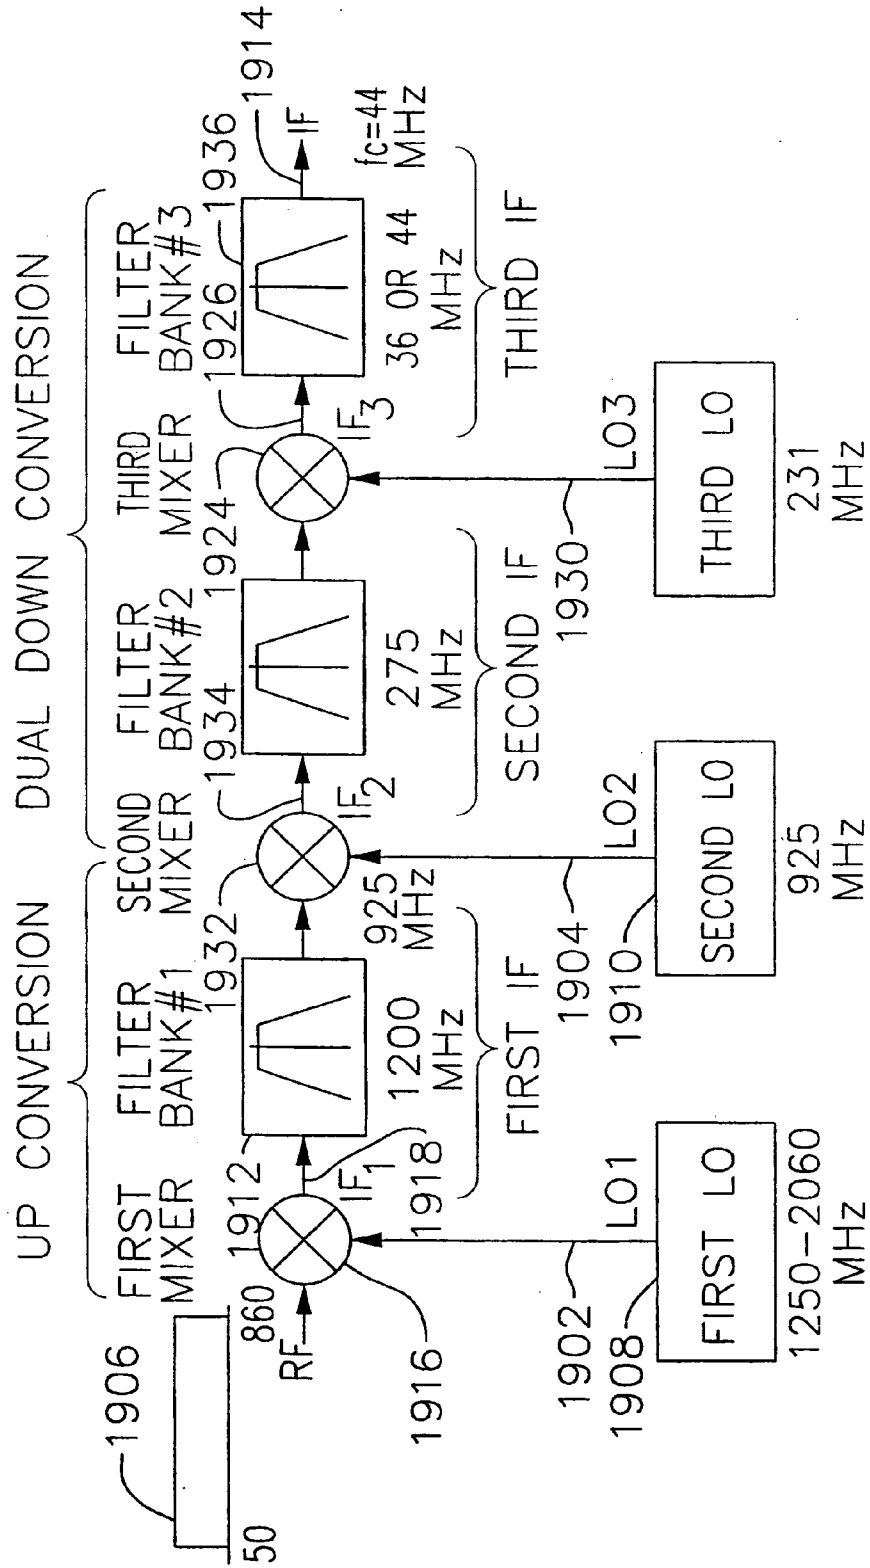 UP CONVERSION
DUAL DOWN CONVERSION
FIRST
MIXER
FILTER
BANK#1
SECOND
MIXER
FILTER
BANK#2
THIRD
MIXER
FILTER
BANK#3
1906
50
860
1912
1932
1934
1924
1926
1936
1914
RF
IF1
IF2
IF3
IF
1916
1918
1200
MHz
925
MHz
275
MHz
36 OR 44
MHz
fc=44
MHz
FIRST IF
SECOND IF
THIRD IF
1902
LO1
1904
LO2
1930
LO3
1908
1910
FIRST LO
SECOND LO
THIRD LO
1250-2060
MHz
925
MHz
231
MHz